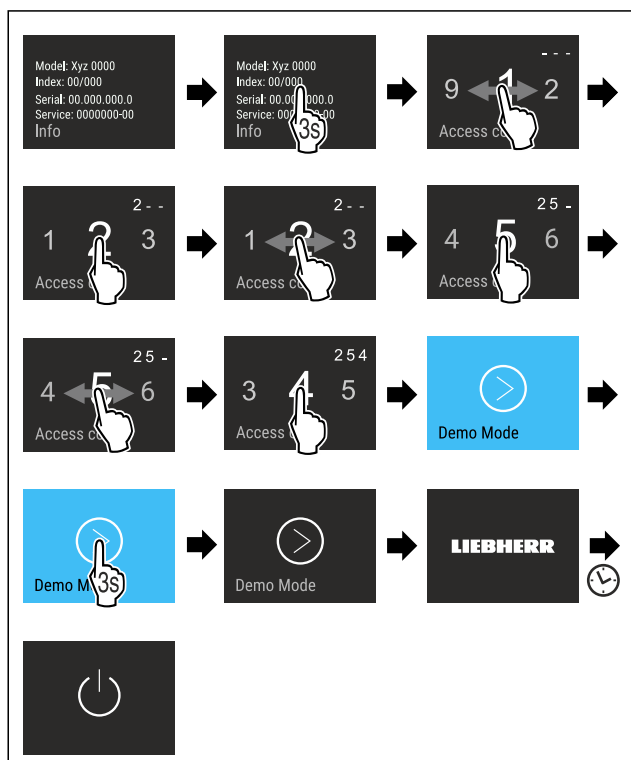 Model: Xyz 0000
Index: 00/000
Serial: 00.000.000.0
Service: 0000000-00
Info
Model: Xyz 0000
Index: 00/000
Serial: 00.000.0
Service: 00 -00
Info
3s
- - -
9 1 2
Access
2 - -
1 2 3
Access
2 - -
1 2 3
Access
2 5 -
4 5 6
Access
2 5 -
4 5 6
Access
2 5 4
3 4 5
Access
Demo Mode
Demo
3s
Demo Mode
LIEBHERR